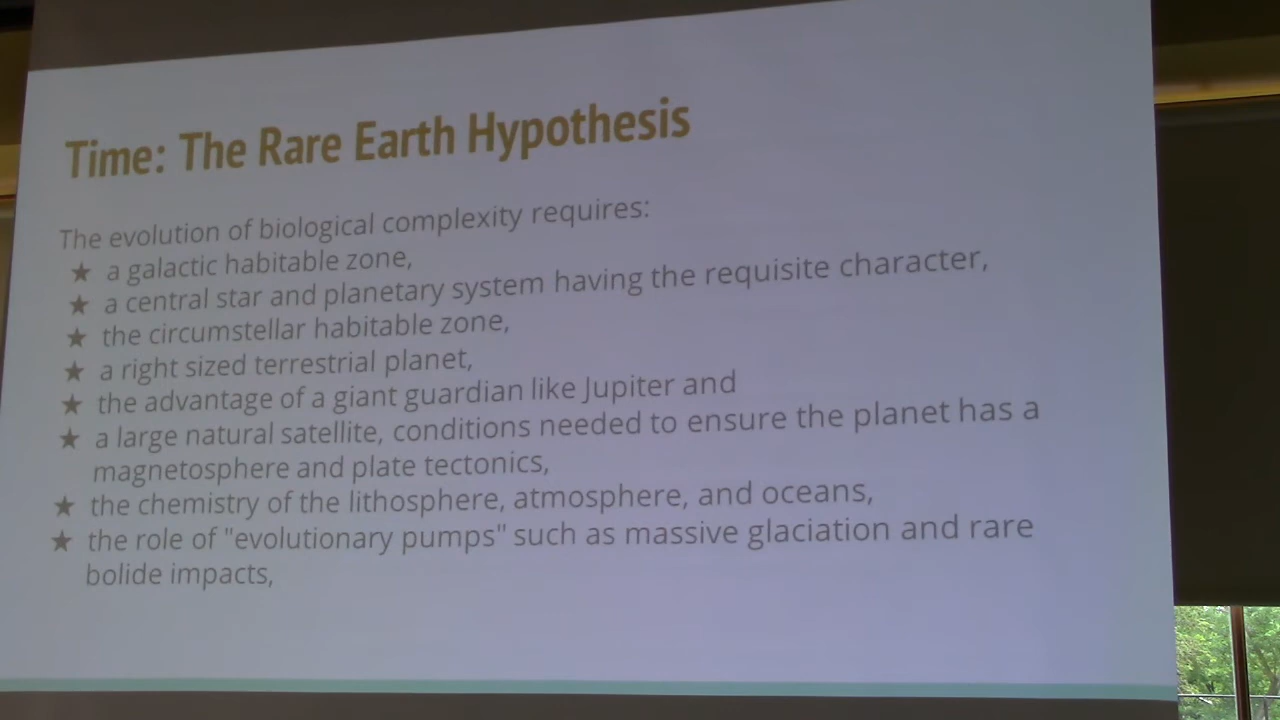 Time: The Rare Earth Hypothesis
The evolution of biological complexity requires:
★ a galactic habitable zone,
★ a central star and planetary system having the requisite character,
★ the circumstellar habitable zone,
★ a right sized terrestrial planet,
★ the advantage of a giant guardian like Jupiter and
★ a large natural satellite, conditions needed to ensure the planet has a
magnetosphere and plate tectonics,
★ the chemistry of the lithosphere, atmosphere, and oceans,
★ the role of "evolutionary pumps" such as massive glaciation and rare
bolide impacts,